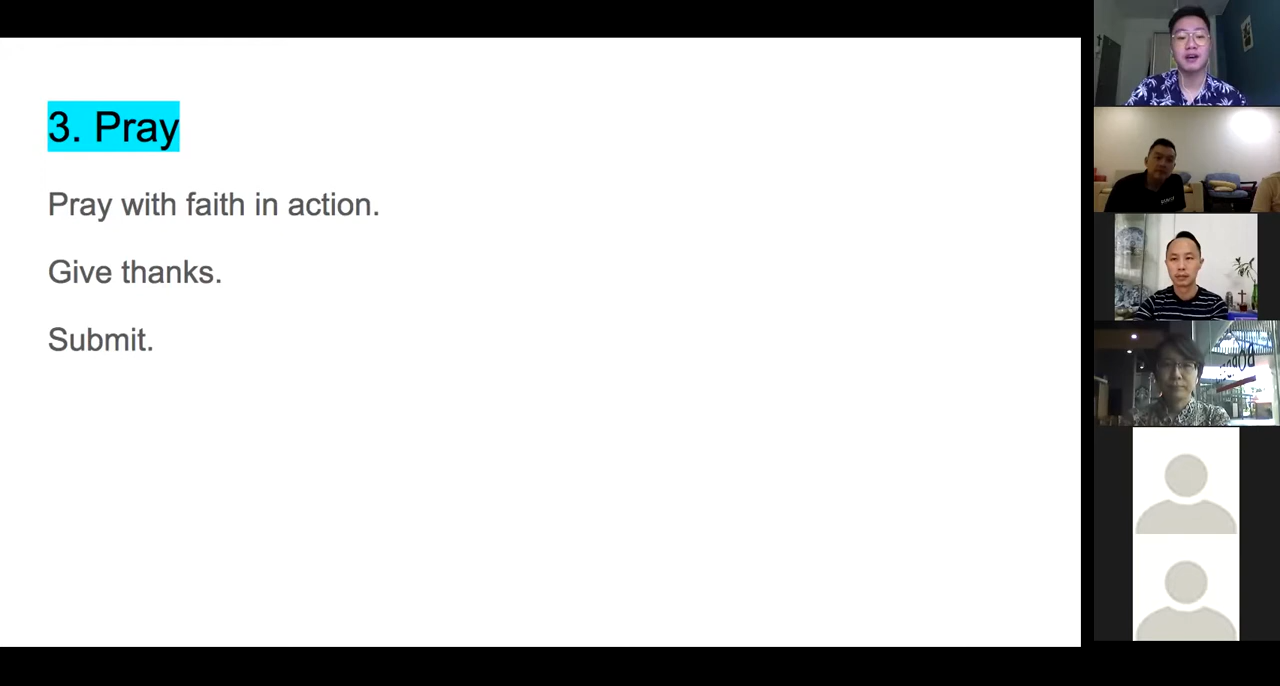 3. Pray
Pray with faith in action.
Give thanks.
Submit.